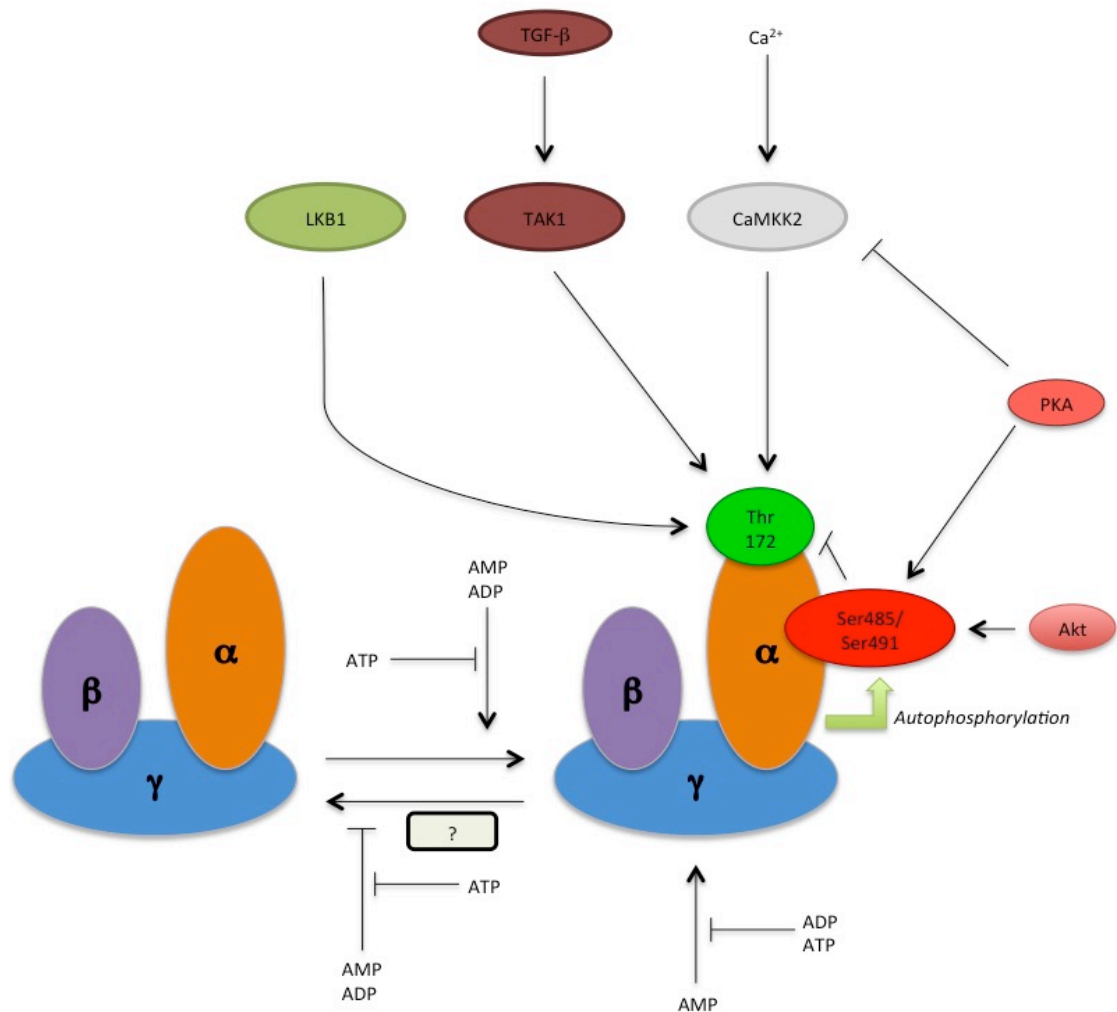 TGF-β
Ca²⁺
LKB1
TAK1
CaMKK2
PKA
Thr
172
AMP
ADP
ATP
Ser485/
Ser491
Akt
α
β
γ
α
β
γ
Autophosphorylation
?
ATP
AMP
ADP
ADP
ATP
AMP